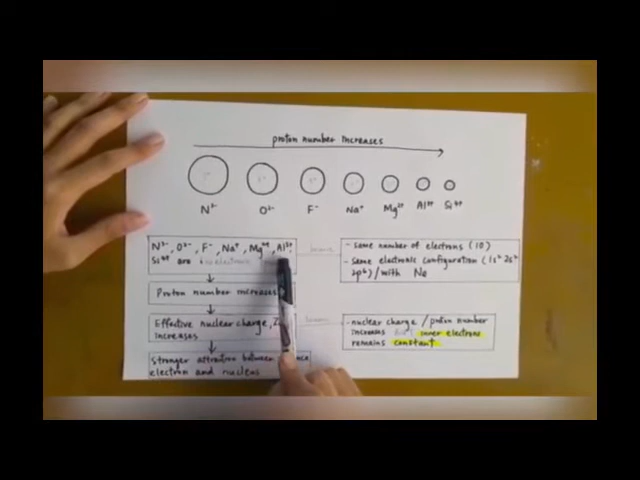 proton number increases
N³⁻ O²⁻ F⁻ Na⁺ Mg²⁺ Al³⁺ Si⁴⁺
N³⁻, O²⁻, F⁻, Na⁺, Mg²⁺, Al³⁺,
Si⁴⁺ are isoelectronic
- same number of electrons (10)
- same electronic configuration (1s² 2s²
2p⁶) / with Ne
Proton number increases
Effective nuclear charge, Z
increases
- nuclear charge / proton number
increases but inner electrons
remains constant
Stronger attraction between
electron and nucleus